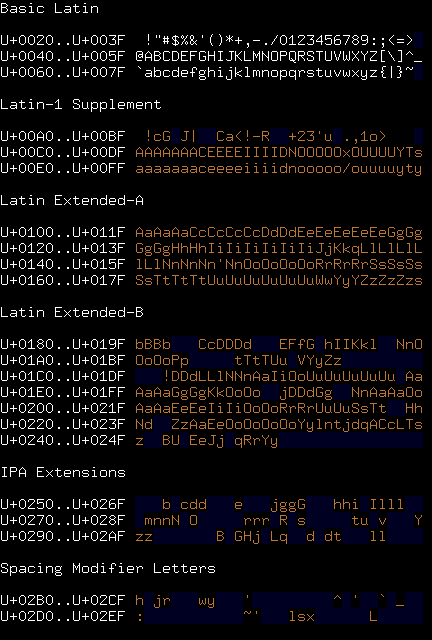 Basic Latin
U+0020..U+003F  !"#$%&'()*+,-./0123456789:;<=>
U+0040..U+005F @ABCDEFGHIJKLMNOPQRSTUVWXYZ[\]^_
U+0060..U+007F `abcdefghijklmnopqrstuvwxyz{|}~
Latin-1 Supplement
U+00A0..U+00BF  !cG J|  Ca<!-R  +23'u .,1o>
U+00C0..U+00DF AAAAAAACEEEEIIIIDNOOOOOxOUUUUYTs
U+00E0..U+00FF aaaaaaaceeeeiiiidnooooo/ouuuuyty
Latin Extended-A
U+0100..U+011F AaAaAaCcCcCcCcDdDdEeEeEeEeEeGgGg
U+0120..U+013F GgGgHhHhIiIiIiIiIiIiJjKkqLlLlLlL
U+0140..U+015F lLlNnNnNn'NnOoOoOoOoRrRrRrSsSsSs
U+0160..U+017F SsTtTtTtUuUuUuUuUuUuWwYyYZzZzZzs
Latin Extended-B
U+0180..U+019F bBBb   CcDDDd   EFfG hIIKkl  NnO
U+01A0..U+01BF OoOoPp     tTtTUu VYyZz
U+01C0..U+01DF    !DDdLLlNNnAaIiOoUuUuUuUuUu Aa
U+01E0..U+01FF AaAaGgGgKkOoOo  jDDdGg  NnAaAaOo
U+0200..U+021F AaAaEeEeIiIiOoOoRrRrUuUuSsTt  Hh
U+0220..U+023F Nd  ZzAaEeOoOoOoOoYylntjdqACcLTs
U+0240..U+024F z  BU EeJj qRrYy
IPA Extensions
U+0250..U+026F    b cdd   e   jggG   hhi Illl
U+0270..U+028F  mnnN O     rrr R s     tu v  Y
U+0290..U+02AF zz       B GHj Lq  d dt   ll
Spacing Modifier Letters
U+02B0..U+02CF h jr   wy   '          ^ '  ` _
U+02D0..U+02EF :            ~'   lsx      L